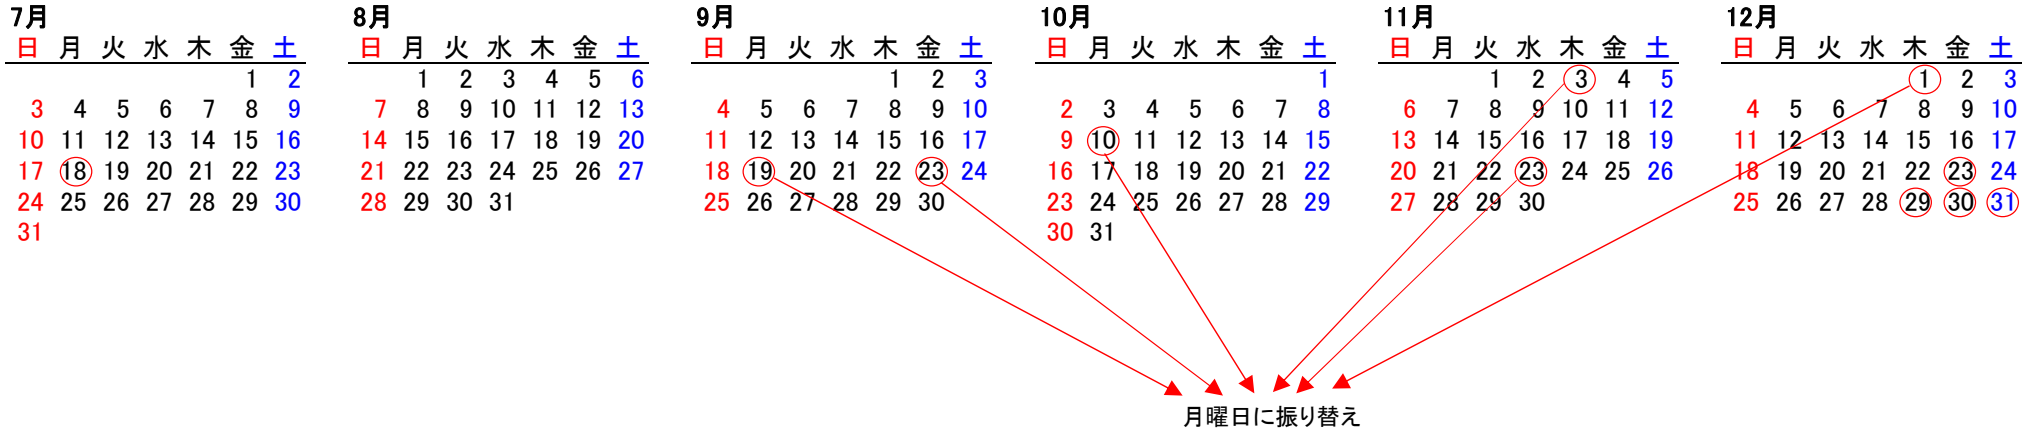 7月
日 月 火 水 木 金 土
1 2
3 4 5 6 7 8 9
10 11 12 13 14 15 16
17 18 19 20 21 22 23
24 25 26 27 28 29 30
31
8月
日 月 火 水 木 金 土
1 2 3 4 5 6
7 8 9 10 11 12 13
14 15 16 17 18 19 20
21 22 23 24 25 26 27
28 29 30 31
9月
日 月 火 水 木 金 土
1 2 3
4 5 6 7 8 9 10
11 12 13 14 15 16 17
18 19 20 21 22 23 24
25 26 27 28 29 30
10月
日 月 火 水 木 金 土
1
2 3 4 5 6 7 8
9 10 11 12 13 14 15
16 17 18 19 20 21 22
23 24 25 26 27 28 29
30 31
11月
日 月 火 水 木 金 土
1 2 3 4 5
6 7 8 9 10 11 12
13 14 15 16 17 18 19
20 21 22 23 24 25 26
27 28 29 30
12月
日 月 火 水 木 金 土
1 2 3
4 5 6 7 8 9 10
11 12 13 14 15 16 17
18 19 20 21 22 23 24
25 26 27 28 29 30 31
月曜日に振り替え